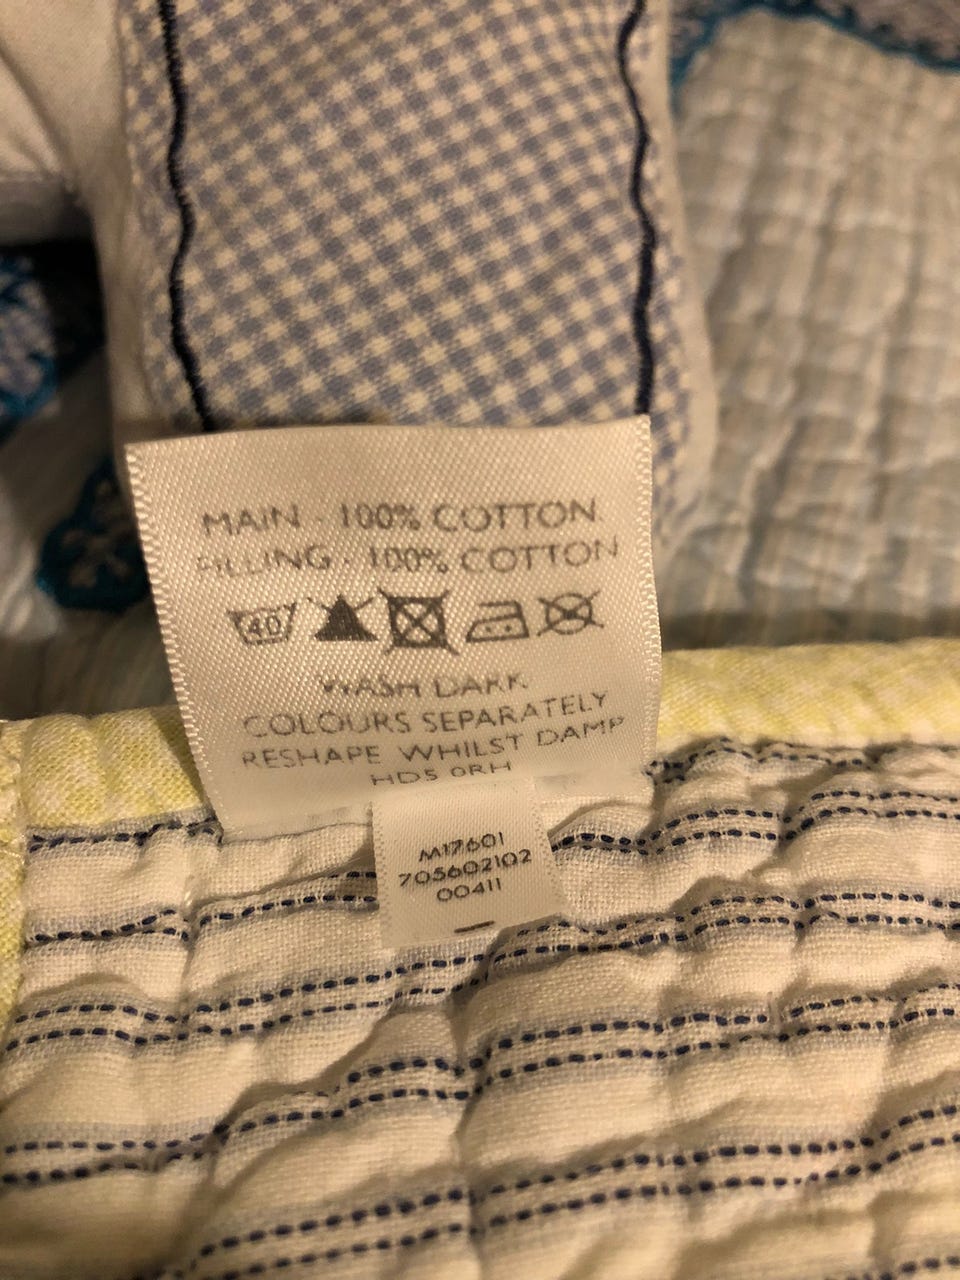 MAIN - 100% COTTON
FILLING - 100% COTTON
40
WASH DARK
COLOURS SEPARATELY
RESHAPE WHILST DAMP
HD5 0RH
M17601
705602102
00411